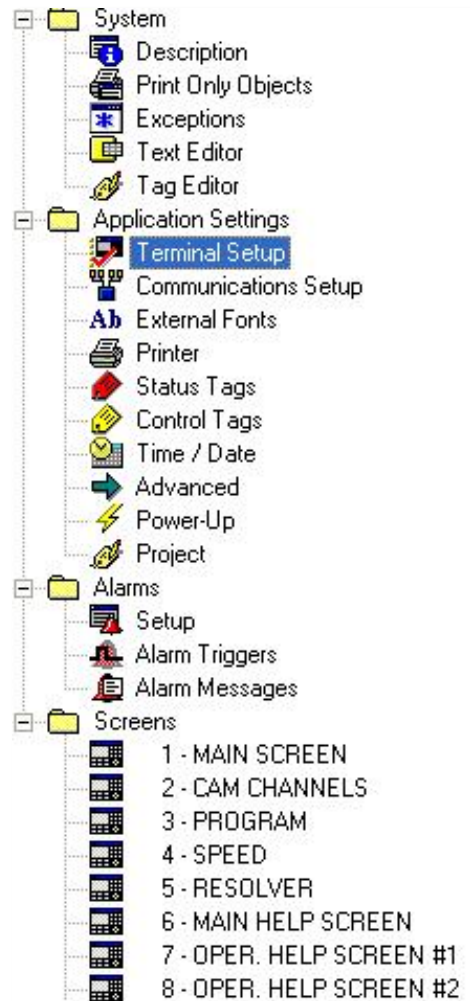 System
Description
Print Only Objects
Exceptions
Text Editor
Tag Editor
Application Settings
Terminal Setup
Communications Setup
Ab External Fonts
Printer
Status Tags
Control Tags
Time / Date
Advanced
Power-Up
Project
Alarms
Setup
Alarm Triggers
Alarm Messages
Screens
1 - MAIN SCREEN
2 - CAM CHANNELS
3 - PROGRAM
4 - SPEED
5 - RESOLVER
6 - MAIN HELP SCREEN
7 - OPER. HELP SCREEN #1
8 - OPER. HELP SCREEN #2